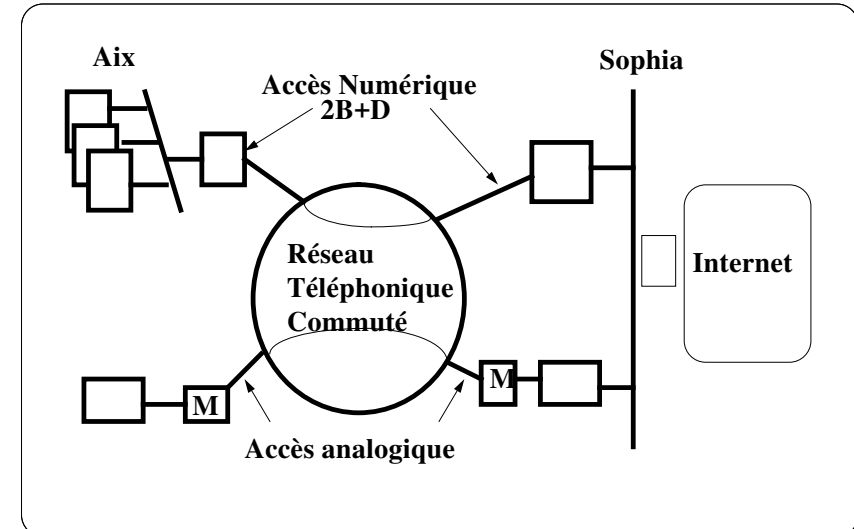 Aix
Sophia
Accès Numérique
2B+D
Réseau
Téléphonique
Commuté
Internet
M
M
Accès analogique